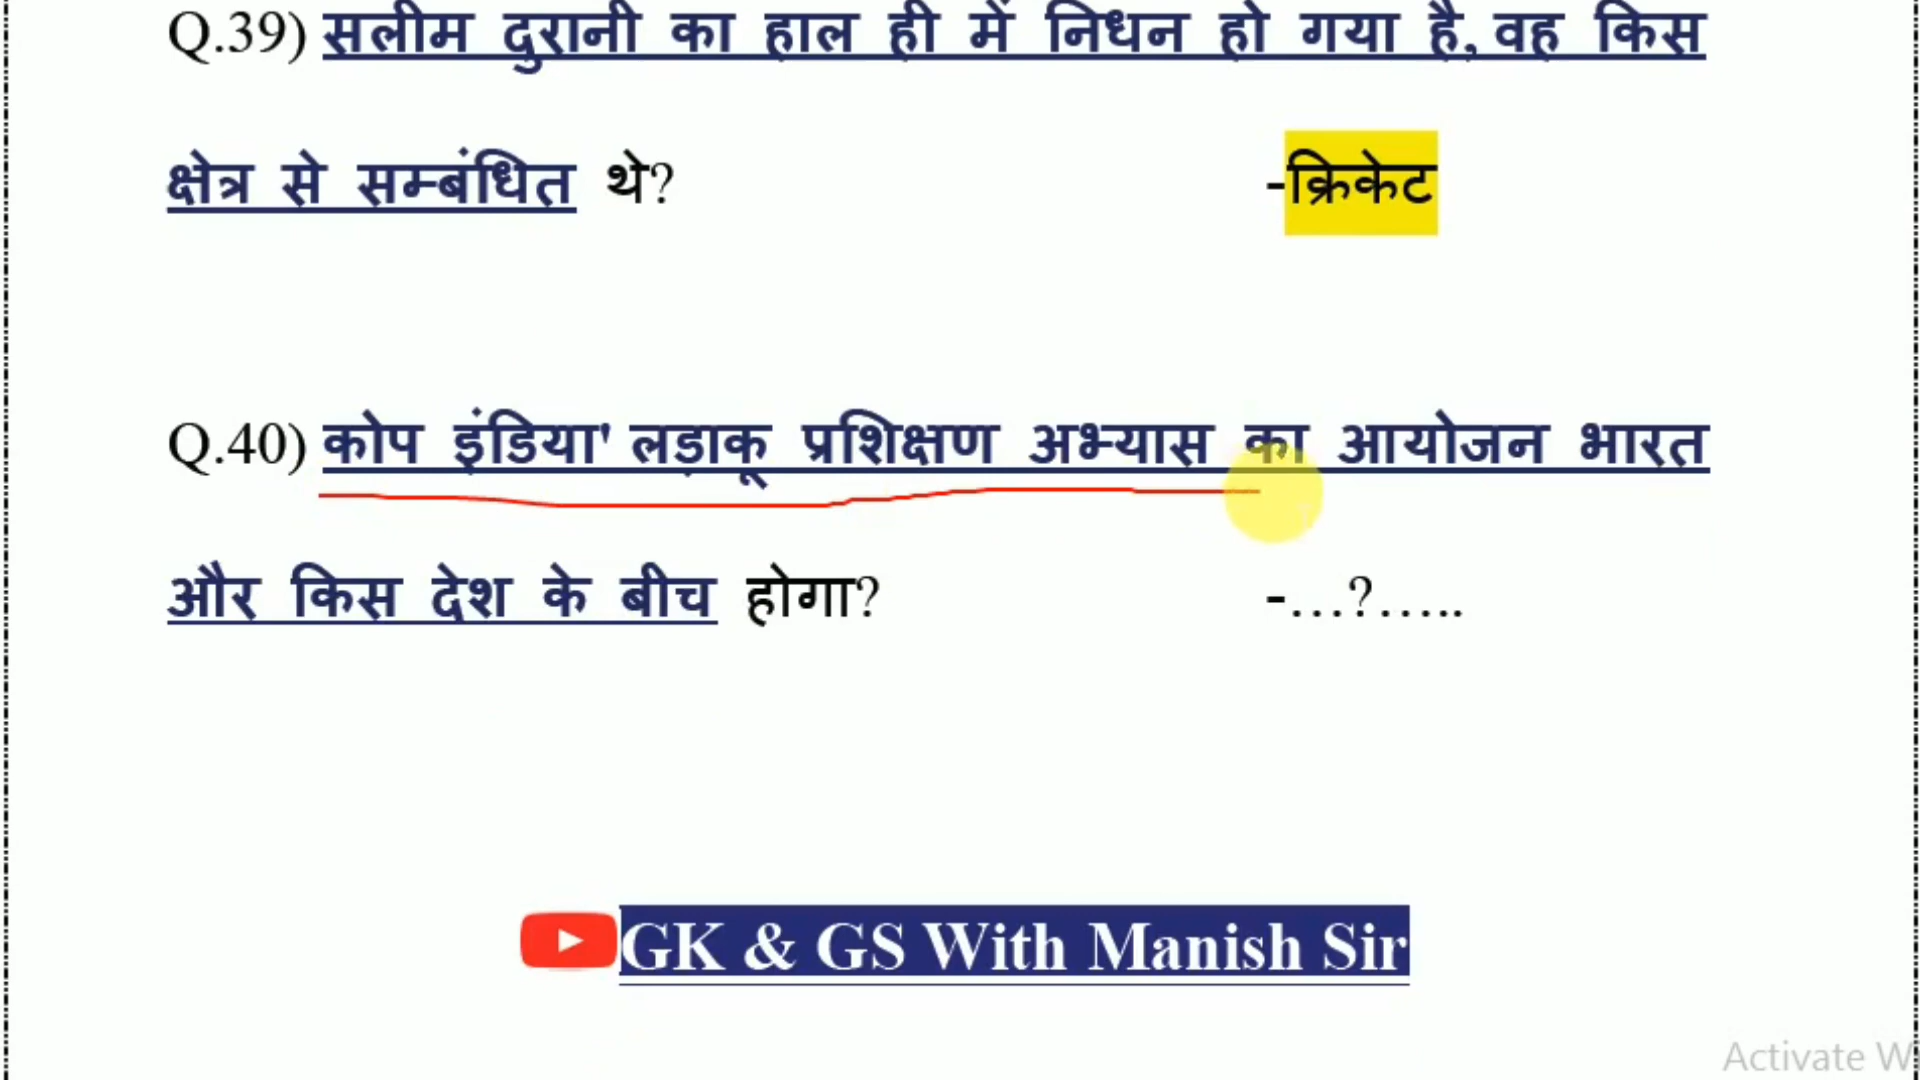 Q.39) सलीम दुरानी का हाल ही में निधन हो गया है, वह किस
क्षेत्र से सम्बंधित थे? -क्रिकेट
Q.40) कोप इंडिया' लड़ाकू प्रशिक्षण अभ्यास का आयोजन भारत
और किस देश के बीच होगा? -...?.....
GK & GS With Manish Sir
Activate W